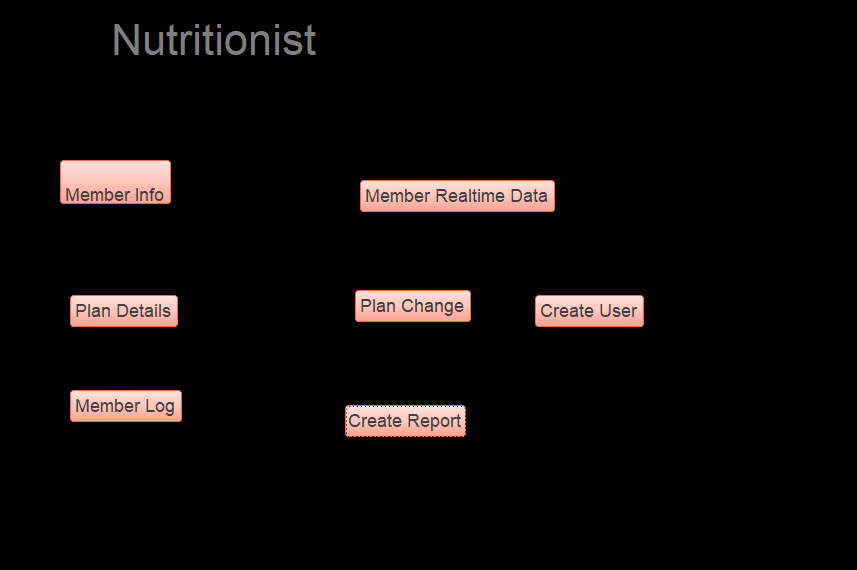 Nutritionist
Member Info
Member Realtime Data
Plan Details
Plan Change
Create User
Member Log
Create Report